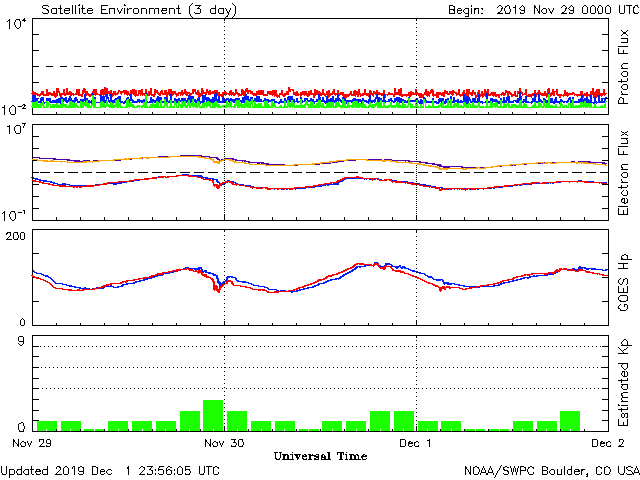 Satellite Environment (3 day) Begin: 2019 Nov 29 0000 UTC
10^4
10^-2
Proton Flux
10^7
10^-1
Electron Flux
200
0
GOES Hp
9
0
Estimated Kp
Nov 29 Nov 30 Dec 1 Dec 2
Universal Time
Updated 2019 Dec 1 23:56:05 UTC NOAA/SWPC Boulder, CO USA